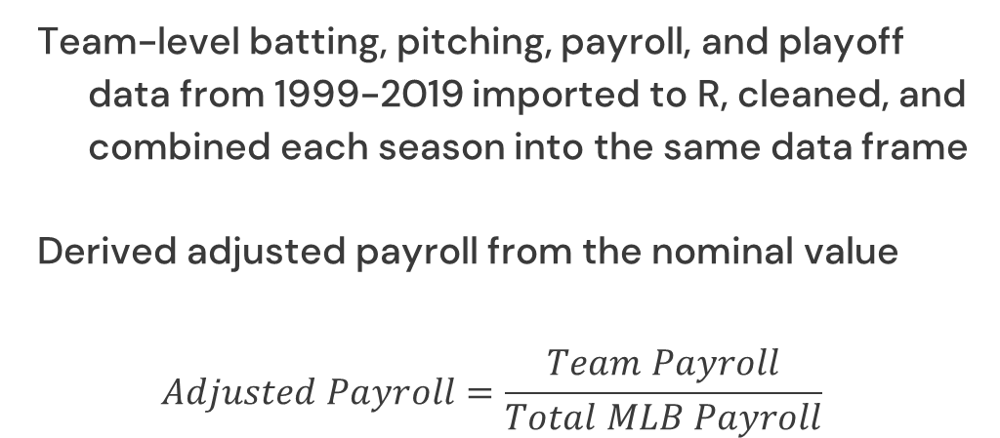 Team-level batting, pitching, payroll, and playoff
data from 1999-2019 imported to R, cleaned, and
combined each season into the same data frame
Derived adjusted payroll from the nominal value
Adjusted Payroll = Team Payroll / Total MLB Payroll